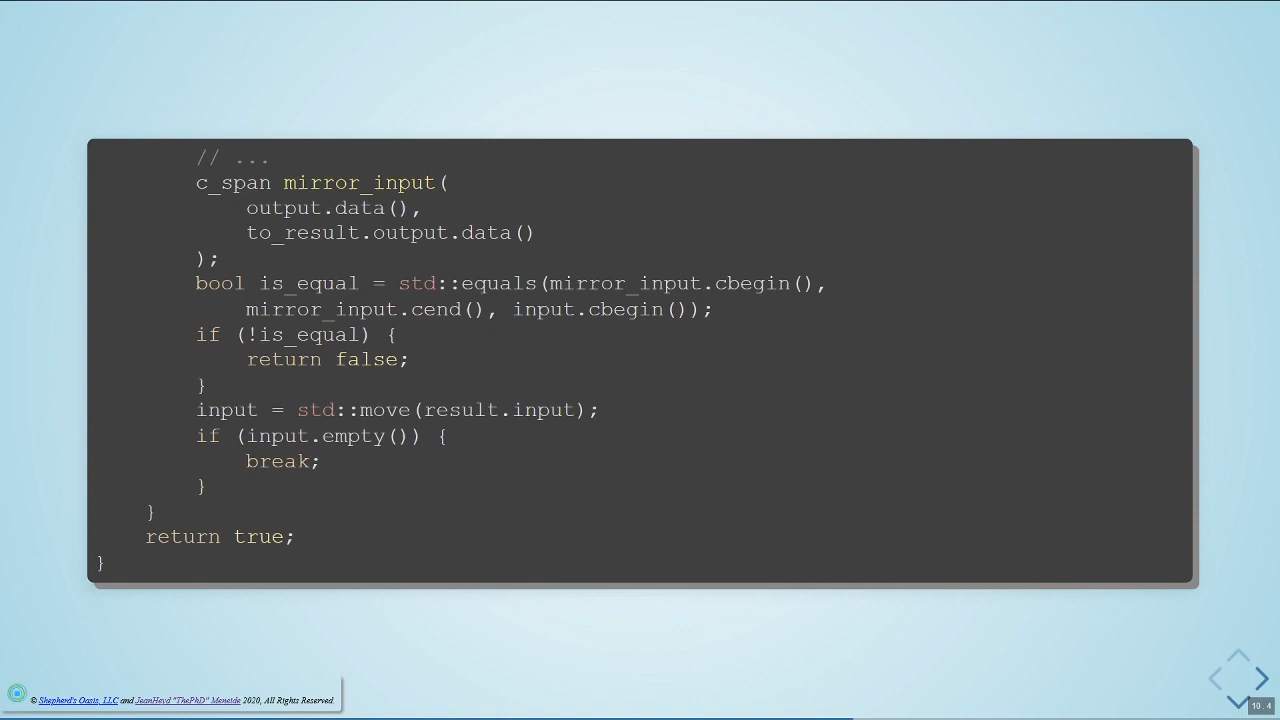 // ...
c_span mirror_input(
output.data(),
to_result.output.data()
);
bool is_equal = std::equals(mirror_input.cbegin(),
mirror_input.cend(), input.cbegin());
if (!is_equal) {
return false;
}
input = std::move(result.input);
if (input.empty()) {
break;
}
}
return true;
}
© Shepherd's Oasis, LLC and JeanHeyd "ThePhD" Meneide 2020, All Rights Reserved.
10.4